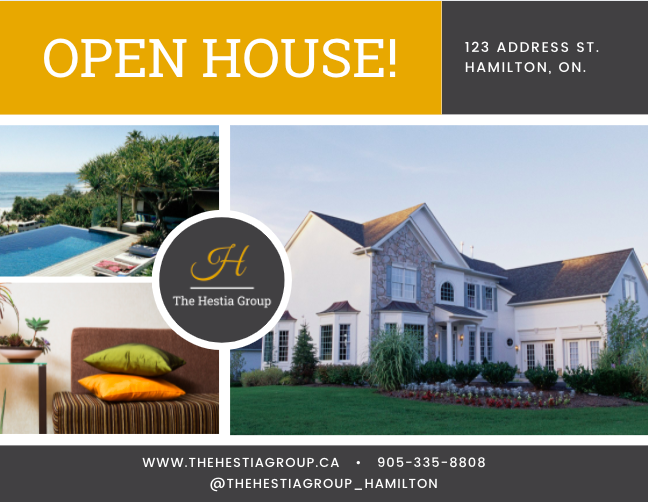 OPEN HOUSE!
123 ADDRESS ST.
HAMILTON, ON.
H
The Hestia Group
WWW.THEHESTIAGROUP.CA • 905-335-8808
@THEHESTIAGROUP_HAMILTON